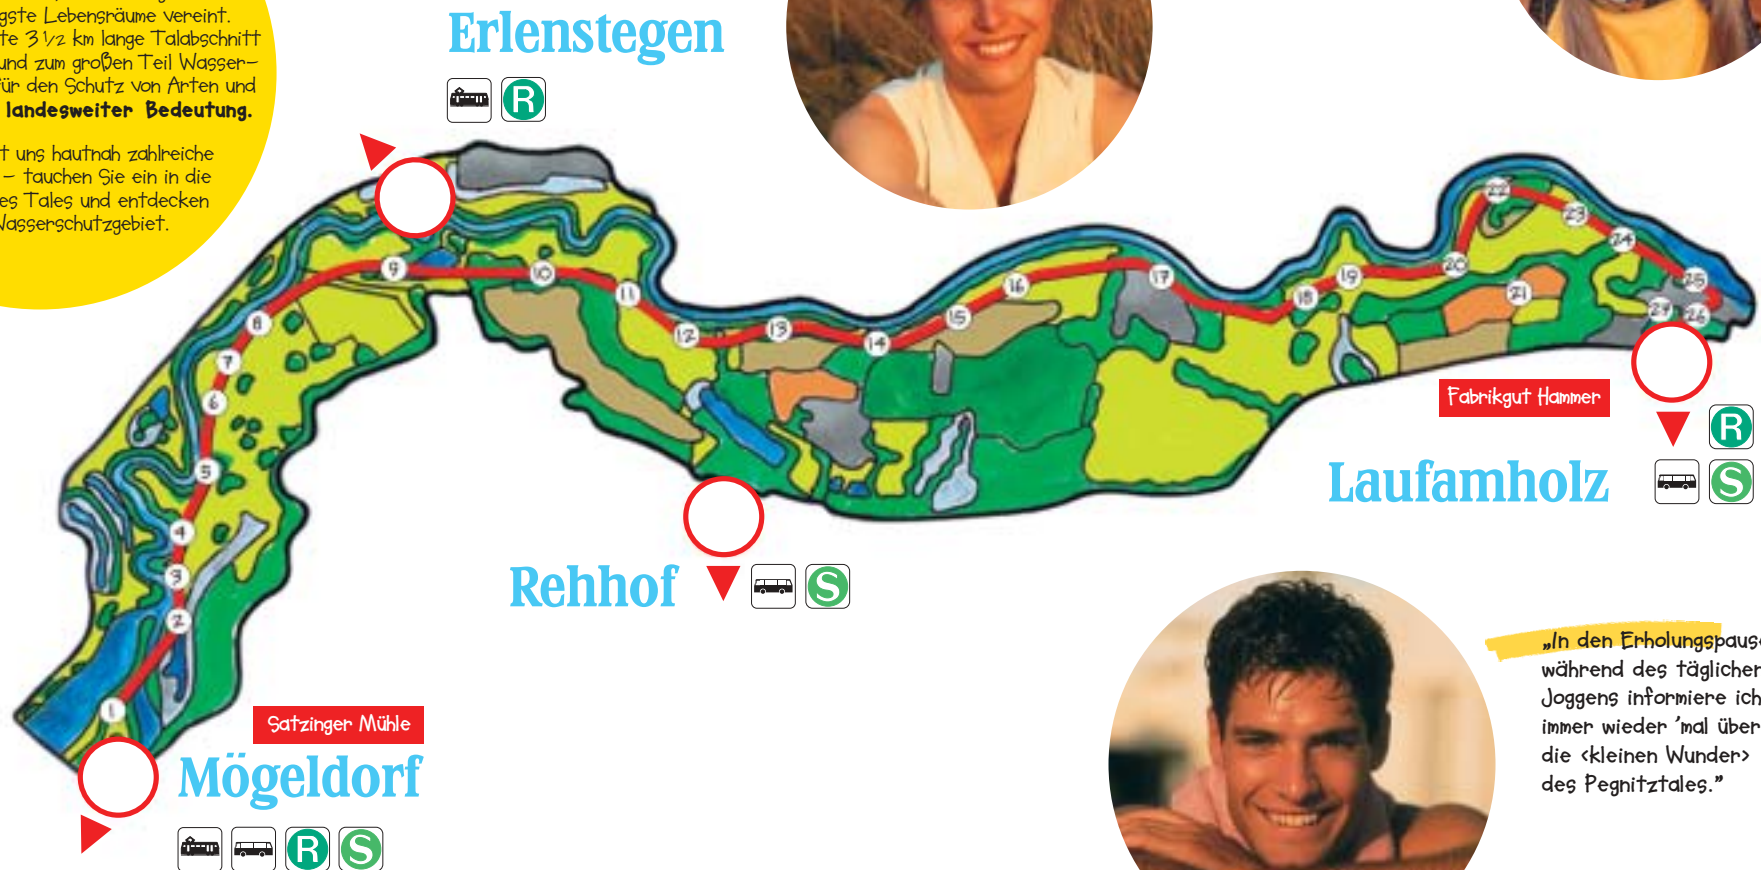 gste Lebensräume vereint.
te 3 1/2 km lange Talabschnitt
und zum großen Teil Wasser-
für den Schutz von Arten und
landesweiter Bedeutung.
t uns hautnah zahlreiche
– tauchen Sie ein in die
es Tales und entdecken
Wasserschutzgebiet.
Erlenstegen
R
22
23
24
9
10
11
16
17
18
19
20
25
21
8
12
13
14
15
27
26
7
6
Fabrikgut Hammer
R
5
Laufamholz
S
4
3
Rehhof
S
2
1
Satzinger Mühle
Mögeldorf
R
S
„In den Erholungspaus
während des tägliche
Joggens informiere ich
immer wieder 'mal über
die <kleinen Wunder>
des Pegnitztales.”